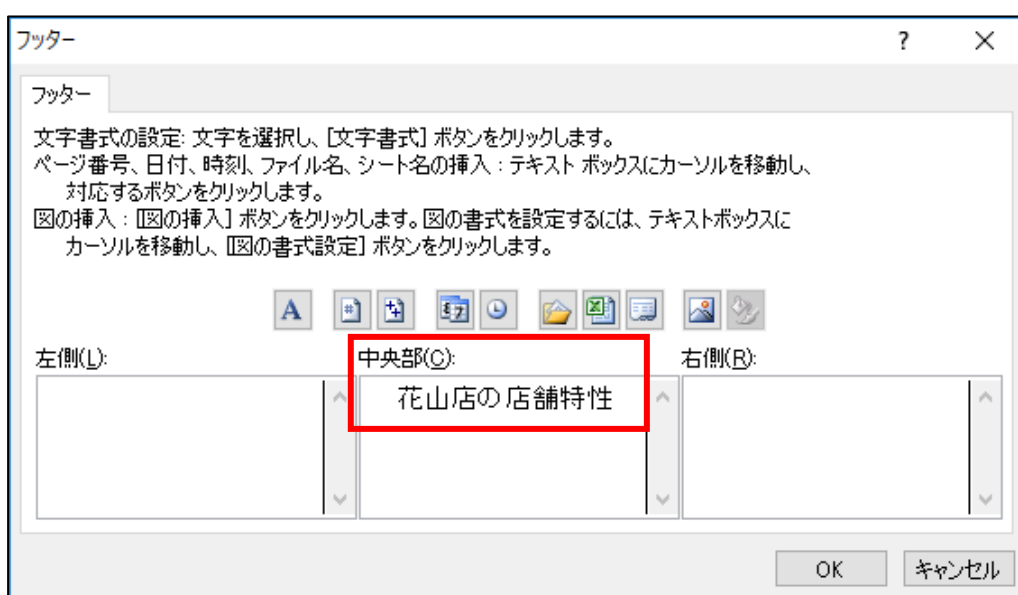 フッター
フッター
文字書式の設定: 文字を選択し、[文字書式] ボタンをクリックします。
ページ番号、日付、時刻、ファイル名、シート名の挿入 : テキスト ボックスにカーソルを移動し、
対応するボタンをクリックします。
図の挿入 : [図の挿入] ボタンをクリックします。図の書式を設定するには、テキストボックスに
カーソルを移動し、[図の書式設定] ボタンをクリックします。
左側(L): 中央部(C): 右側(R):
花山店の店舗特性
OK キャンセル